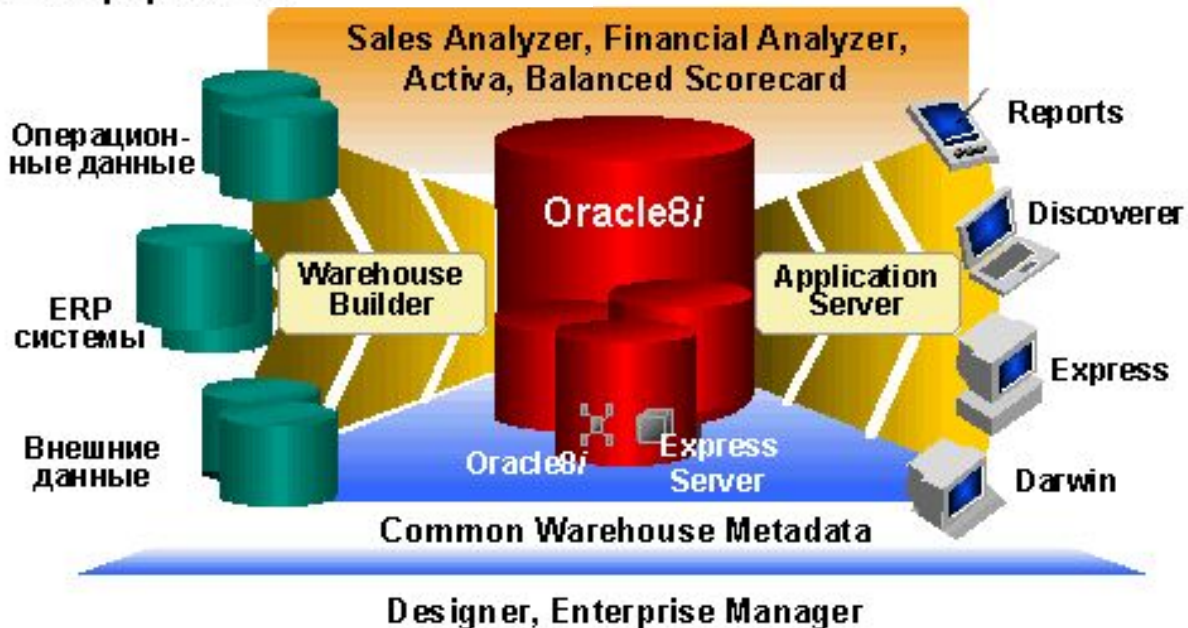 Sales Analyzer, Financial Analyzer,
Activa, Balanced Scorecard
Операцион-
ные данные
ERP
системы
Внешние
данные
Warehouse
Builder
Oracle8i
Oracle8i
Express
Server
Application
Server
Reports
Discoverer
Express
Darwin
Common Warehouse Metadata
Designer, Enterprise Manager